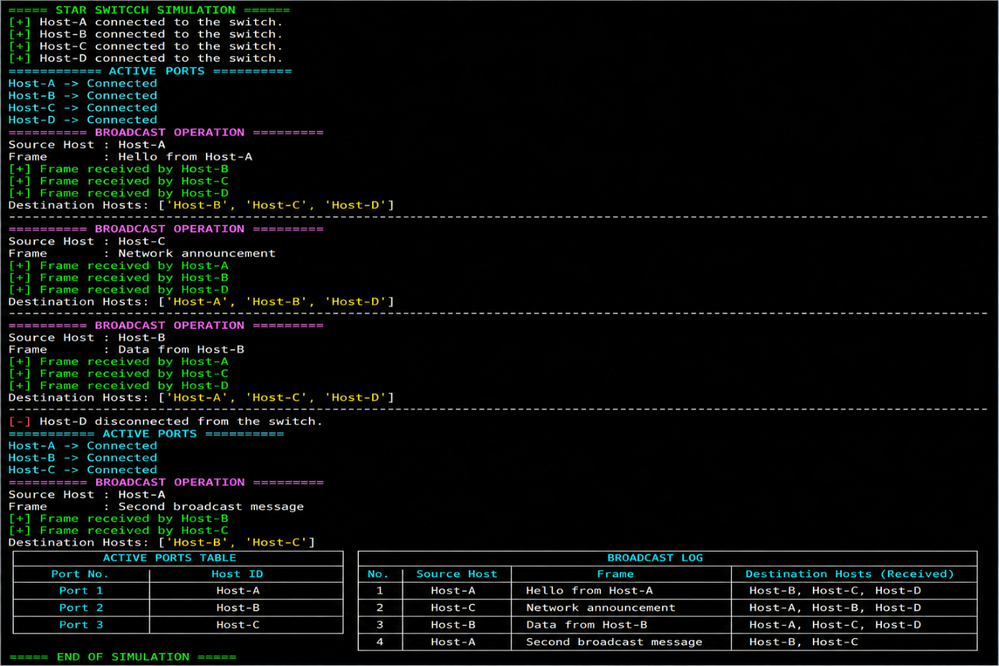 ===== STAR SWITCCH SIMULATION ======
[+] Host-A connected to the switch.
[+] Host-B connected to the switch.
[+] Host-C connected to the switch.
[+] Host-D connected to the switch.
============ ACTIVE PORTS ==========
Host-A -> Connected
Host-B -> Connected
Host-C -> Connected
Host-D -> Connected
========== BROADCAST OPERATION =========
Source Host : Host-A
Frame       : Hello from Host-A
[+] Frame received by Host-B
[+] Frame received by Host-C
[+] Frame received by Host-D
Destination Hosts: ['Host-B', 'Host-C', 'Host-D']
----------------------------------------------------------------------------------------------------------------------------
========== BROADCAST OPERATION =========
Source Host : Host-C
Frame       : Network announcement
[+] Frame received by Host-A
[+] Frame received by Host-B
[+] Frame received by Host-D
Destination Hosts: ['Host-A', 'Host-B', 'Host-D']
----------------------------------------------------------------------------------------------------------------------------
========== BROADCAST OPERATION =========
Source Host : Host-B
Frame       : Data from Host-B
[+] Frame received by Host-A
[+] Frame received by Host-C
[+] Frame received by Host-D
Destination Hosts: ['Host-A', 'Host-C', 'Host-D']
----------------------------------------------------------------------------------------------------------------------------
[-] Host-D disconnected from the switch.
=========== ACTIVE PORTS ==========
Host-A -> Connected
Host-B -> Connected
Host-C -> Connected
========== BROADCAST OPERATION =========
Source Host : Host-A
Frame       : Second broadcast message
[+] Frame received by Host-B
[+] Frame received by Host-C
Destination Hosts: ['Host-B', 'Host-C']
ACTIVE PORTS TABLE
Port No. Host ID
Port 1 Host-A
Port 2 Host-B
Port 3 Host-C
BROADCAST LOG
No. Source Host Frame Destination Hosts (Received)
1 Host-A Hello from Host-A Host-B, Host-C, Host-D
2 Host-C Network announcement Host-A, Host-B, Host-D
3 Host-B Data from Host-B Host-A, Host-C, Host-D
4 Host-A Second broadcast message Host-B, Host-C
===== END OF SIMULATION =====